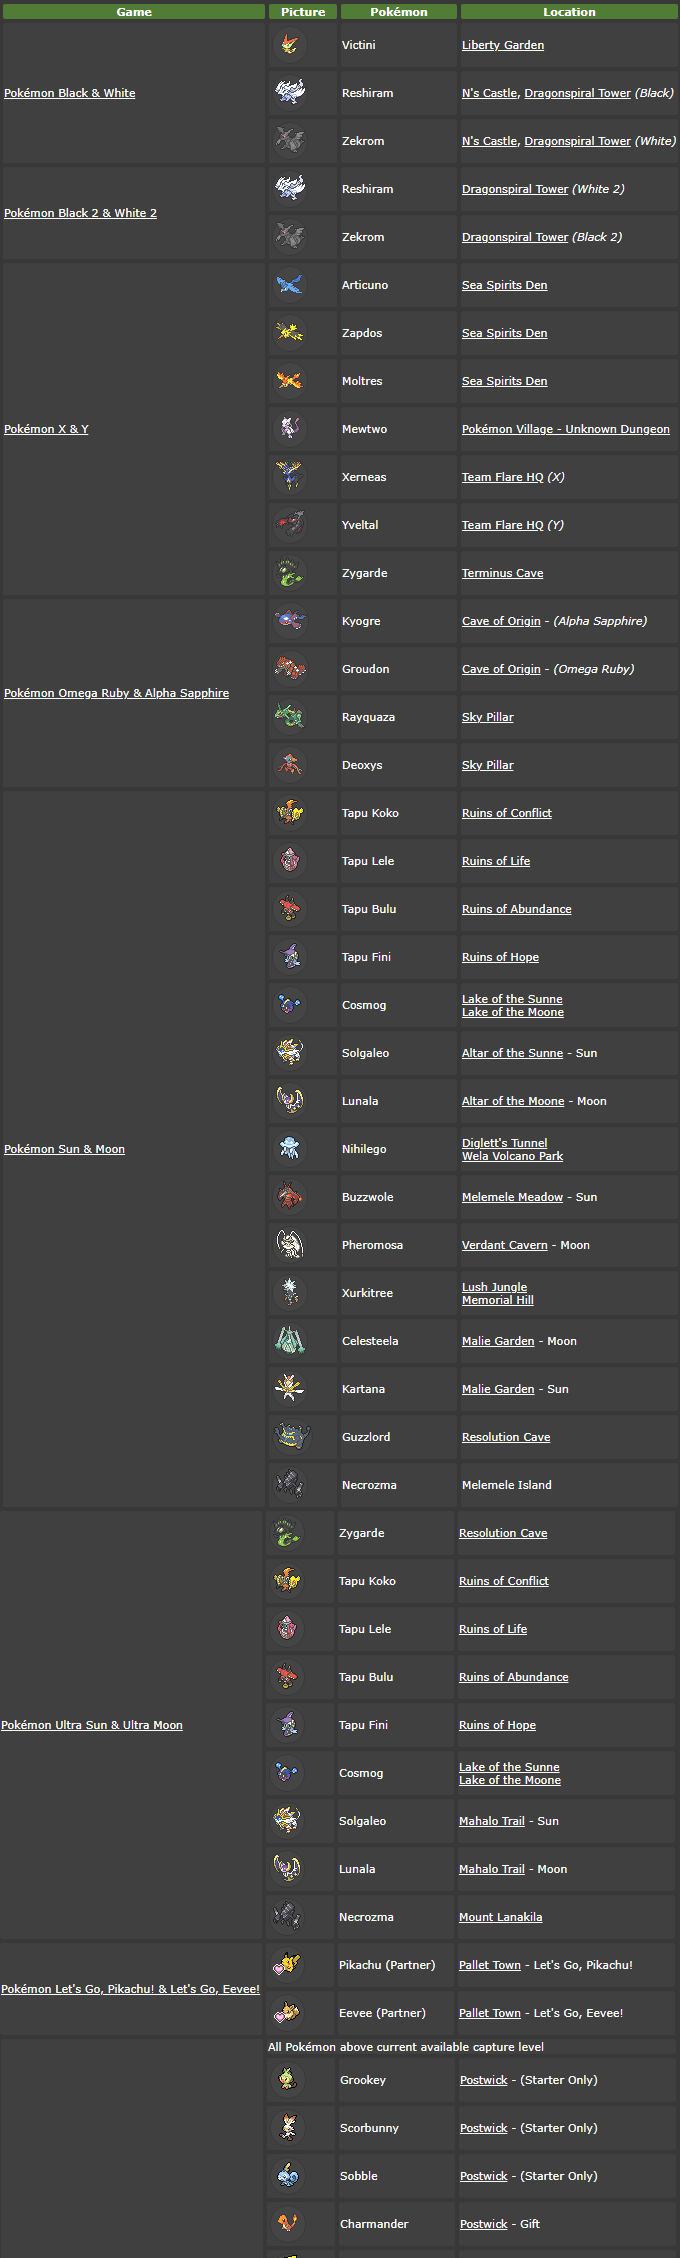 Game Picture Pokémon Location
Pokémon Black & White
Victini Liberty Garden
Reshiram N's Castle, Dragonspiral Tower (Black)
Zekrom N's Castle, Dragonspiral Tower (White)
Pokémon Black 2 & White 2
Reshiram Dragonspiral Tower (White 2)
Zekrom Dragonspiral Tower (Black 2)
Pokémon X & Y
Articuno Sea Spirits Den
Zapdos Sea Spirits Den
Moltres Sea Spirits Den
Mewtwo Pokémon Village - Unknown Dungeon
Xerneas Team Flare HQ (X)
Yveltal Team Flare HQ (Y)
Zygarde Terminus Cave
Pokémon Omega Ruby & Alpha Sapphire
Kyogre Cave of Origin - (Alpha Sapphire)
Groudon Cave of Origin - (Omega Ruby)
Rayquaza Sky Pillar
Deoxys Sky Pillar
Pokémon Sun & Moon
Tapu Koko Ruins of Conflict
Tapu Lele Ruins of Life
Tapu Bulu Ruins of Abundance
Tapu Fini Ruins of Hope
Cosmog Lake of the Sunne
Lake of the Moone
Solgaleo Altar of the Sunne - Sun
Lunala Altar of the Moone - Moon
Nihilego Diglett's Tunnel
Wela Volcano Park
Buzzwole Melemele Meadow - Sun
Pheromosa Verdant Cavern - Moon
Xurkitree Lush Jungle
Memorial Hill
Celesteela Malie Garden - Moon
Kartana Malie Garden - Sun
Guzzlord Resolution Cave
Necrozma Melemele Island
Pokémon Ultra Sun & Ultra Moon
Zygarde Resolution Cave
Tapu Koko Ruins of Conflict
Tapu Lele Ruins of Life
Tapu Bulu Ruins of Abundance
Tapu Fini Ruins of Hope
Cosmog Lake of the Sunne
Lake of the Moone
Solgaleo Mahalo Trail - Sun
Lunala Mahalo Trail - Moon
Necrozma Mount Lanakila
Pokémon Let's Go, Pikachu! & Let's Go, Eevee!
Pikachu (Partner) Pallet Town - Let's Go, Pikachu!
Eevee (Partner) Pallet Town - Let's Go, Eevee!
All Pokémon above current available capture level
Grookey Postwick - (Starter Only)
Scorbunny Postwick - (Starter Only)
Sobble Postwick - (Starter Only)
Charmander Postwick - Gift